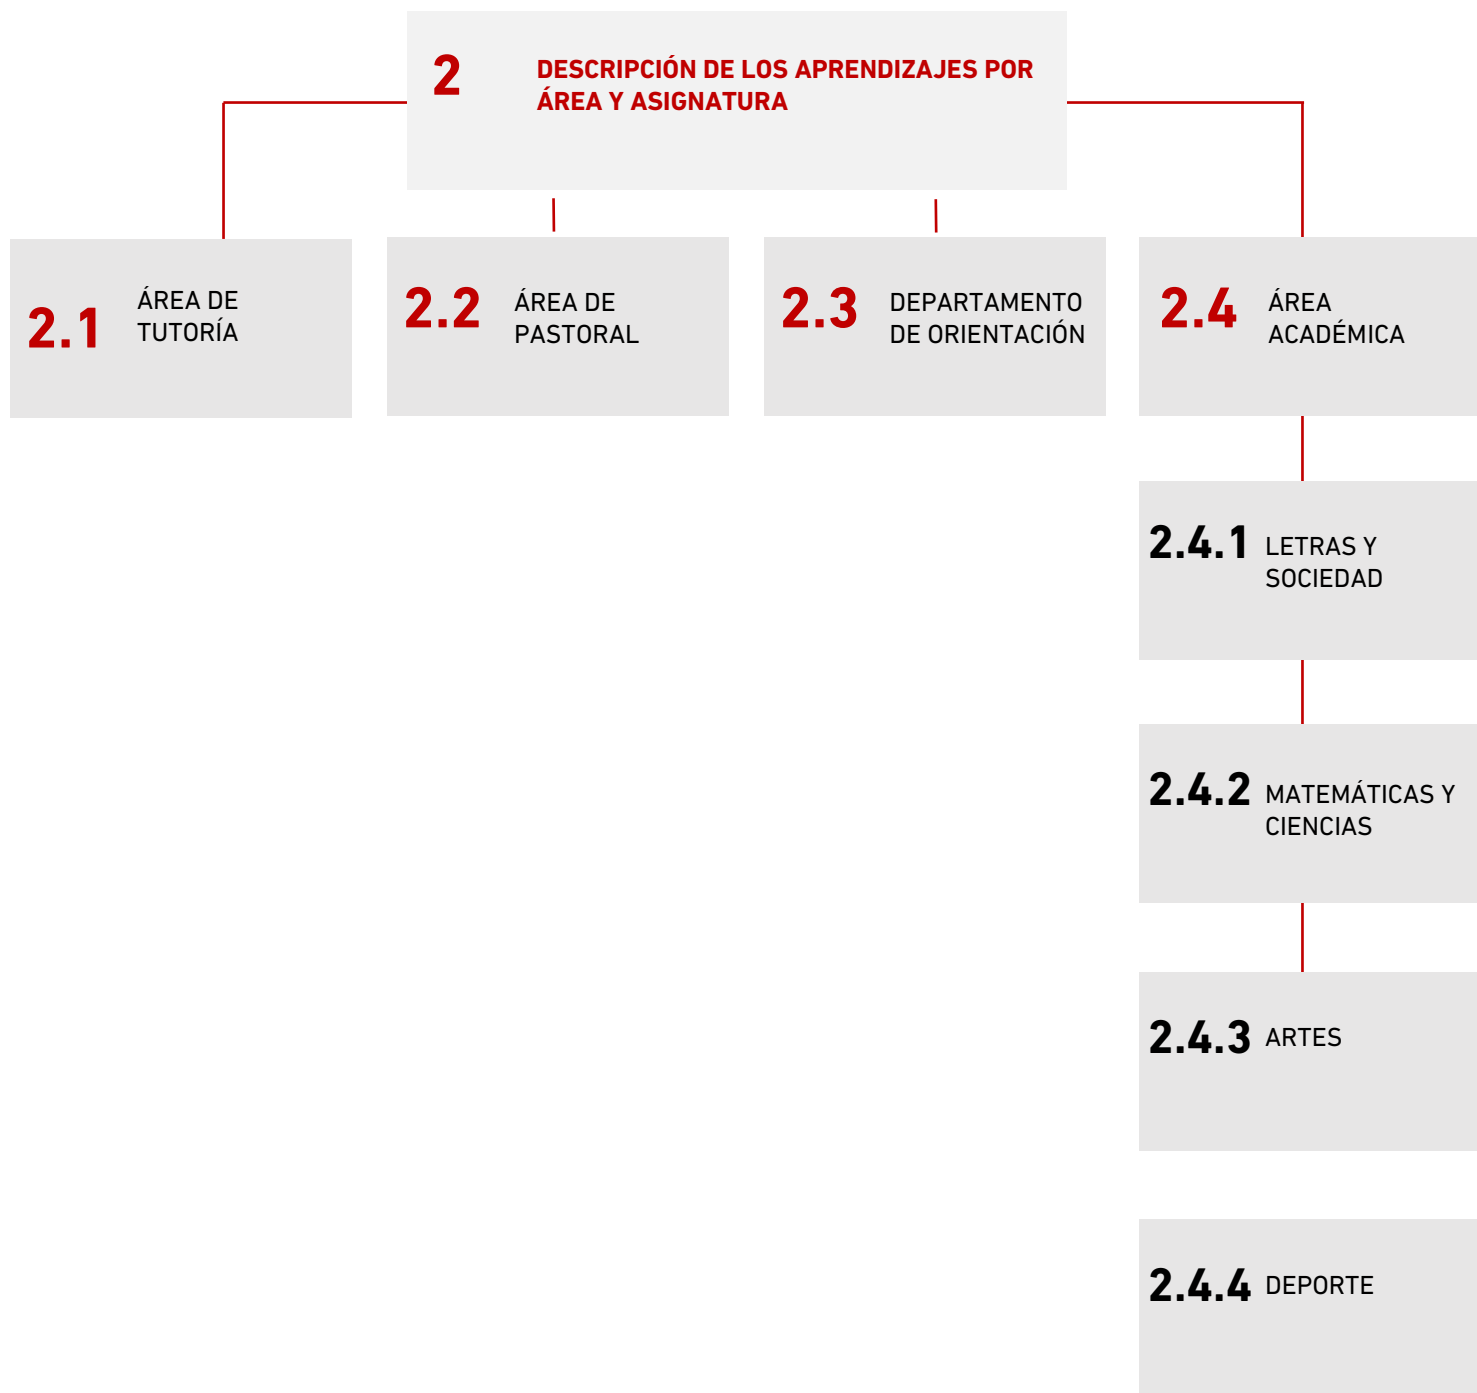 2
DESCRIPCIÓN DE LOS APRENDIZAJES POR
ÁREA Y ASIGNATURA
2.1
ÁREA DE
TUTORÍA
2.2
ÁREA DE
PASTORAL
2.3
DEPARTAMENTO
DE ORIENTACIÓN
2.4
ÁREA
ACADÉMICA
2.4.1
LETRAS Y
SOCIEDAD
2.4.2
MATEMÁTICAS Y
CIENCIAS
2.4.3
ARTES
2.4.4
DEPORTE